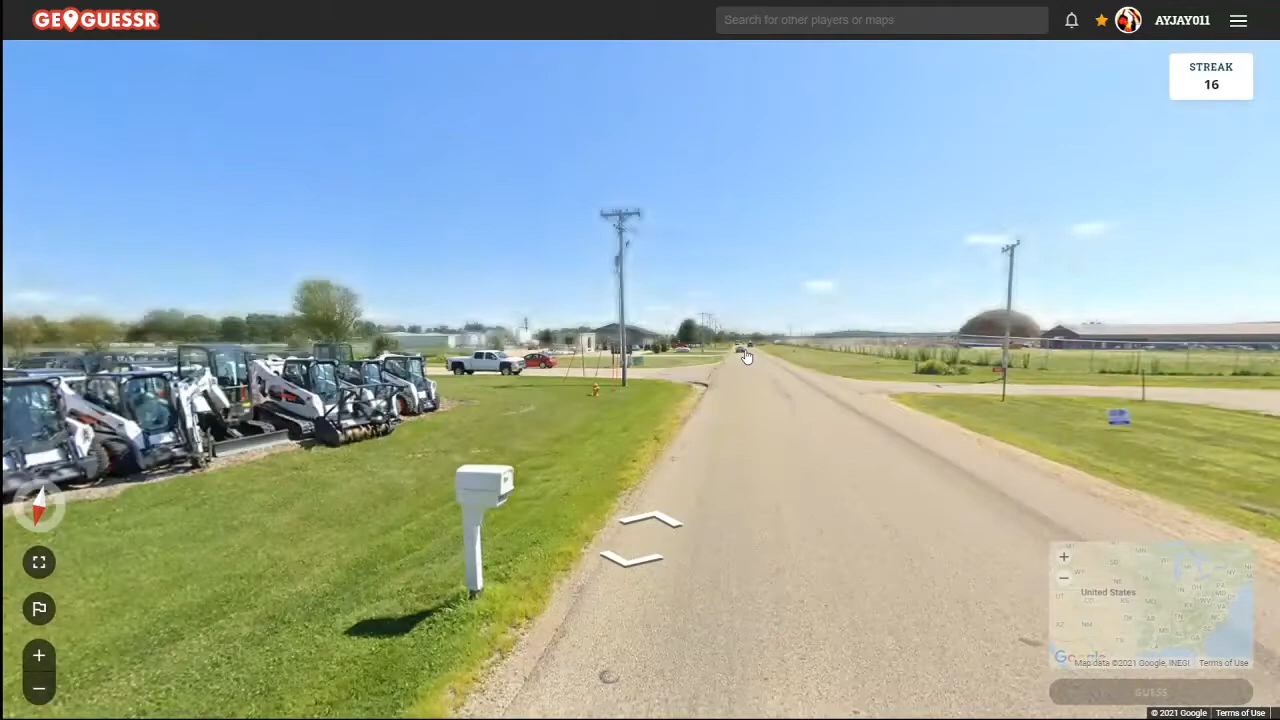 GEOGUESSR
Search for other players or maps
AYJAY011
STREAK
16
United States
Google
Map data ©2021 Google, INEGI
Terms of Use
GUESS
© 2021 Google
Terms of Use